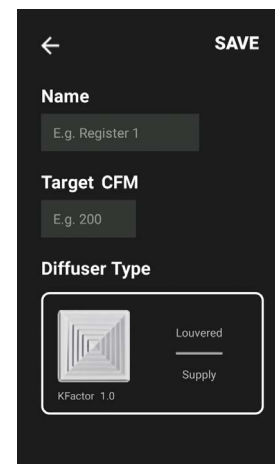 SAVE
Name
E.g. Register 1
Target CFM
E.g. 200
Diffuser Type
Louvered
Supply
KFactor 1.0